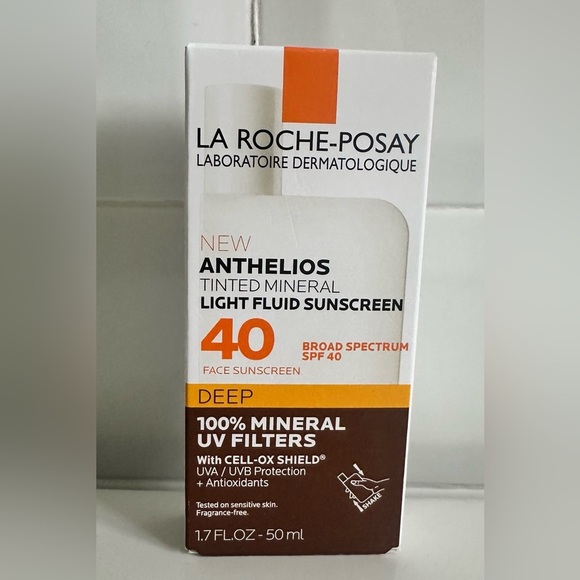 LA ROCHE-POSAY
LABORATOIRE DERMATOLOGIQUE
NEW
ANTHELIOS
TINTED MINERAL
LIGHT FLUID SUNSCREEN
40
BROAD SPECTRUM
SPF 40
FACE SUNSCREEN
DEEP
100% MINERAL
UV FILTERS
With CELL-OX SHIELD®
UVA / UVB Protection
+ Antioxidants
SHAKE
Tested on sensitive skin.
Fragrance-free.
1.7 FL.OZ - 50 ml